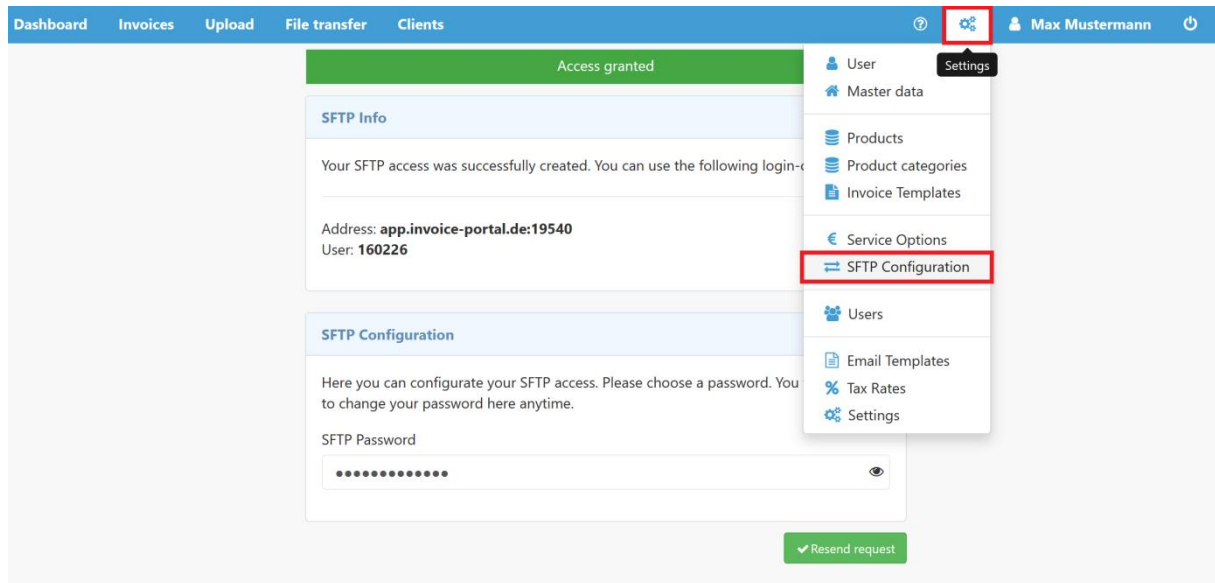 Dashboard Invoices Upload File transfer Clients Max Mustermann
Access granted
SFTP Info
Your SFTP access was successfully created. You can use the following login-
Address: app.invoice-portal.de:19540
User: 160226
SFTP Configuration
Here you can configurate your SFTP access. Please choose a password. You
to change your password here anytime.
SFTP Password
Resend request
Settings
User
Master data
Products
Product categories
Invoice Templates
€ Service Options
SFTP Configuration
Users
Email Templates
% Tax Rates
Settings